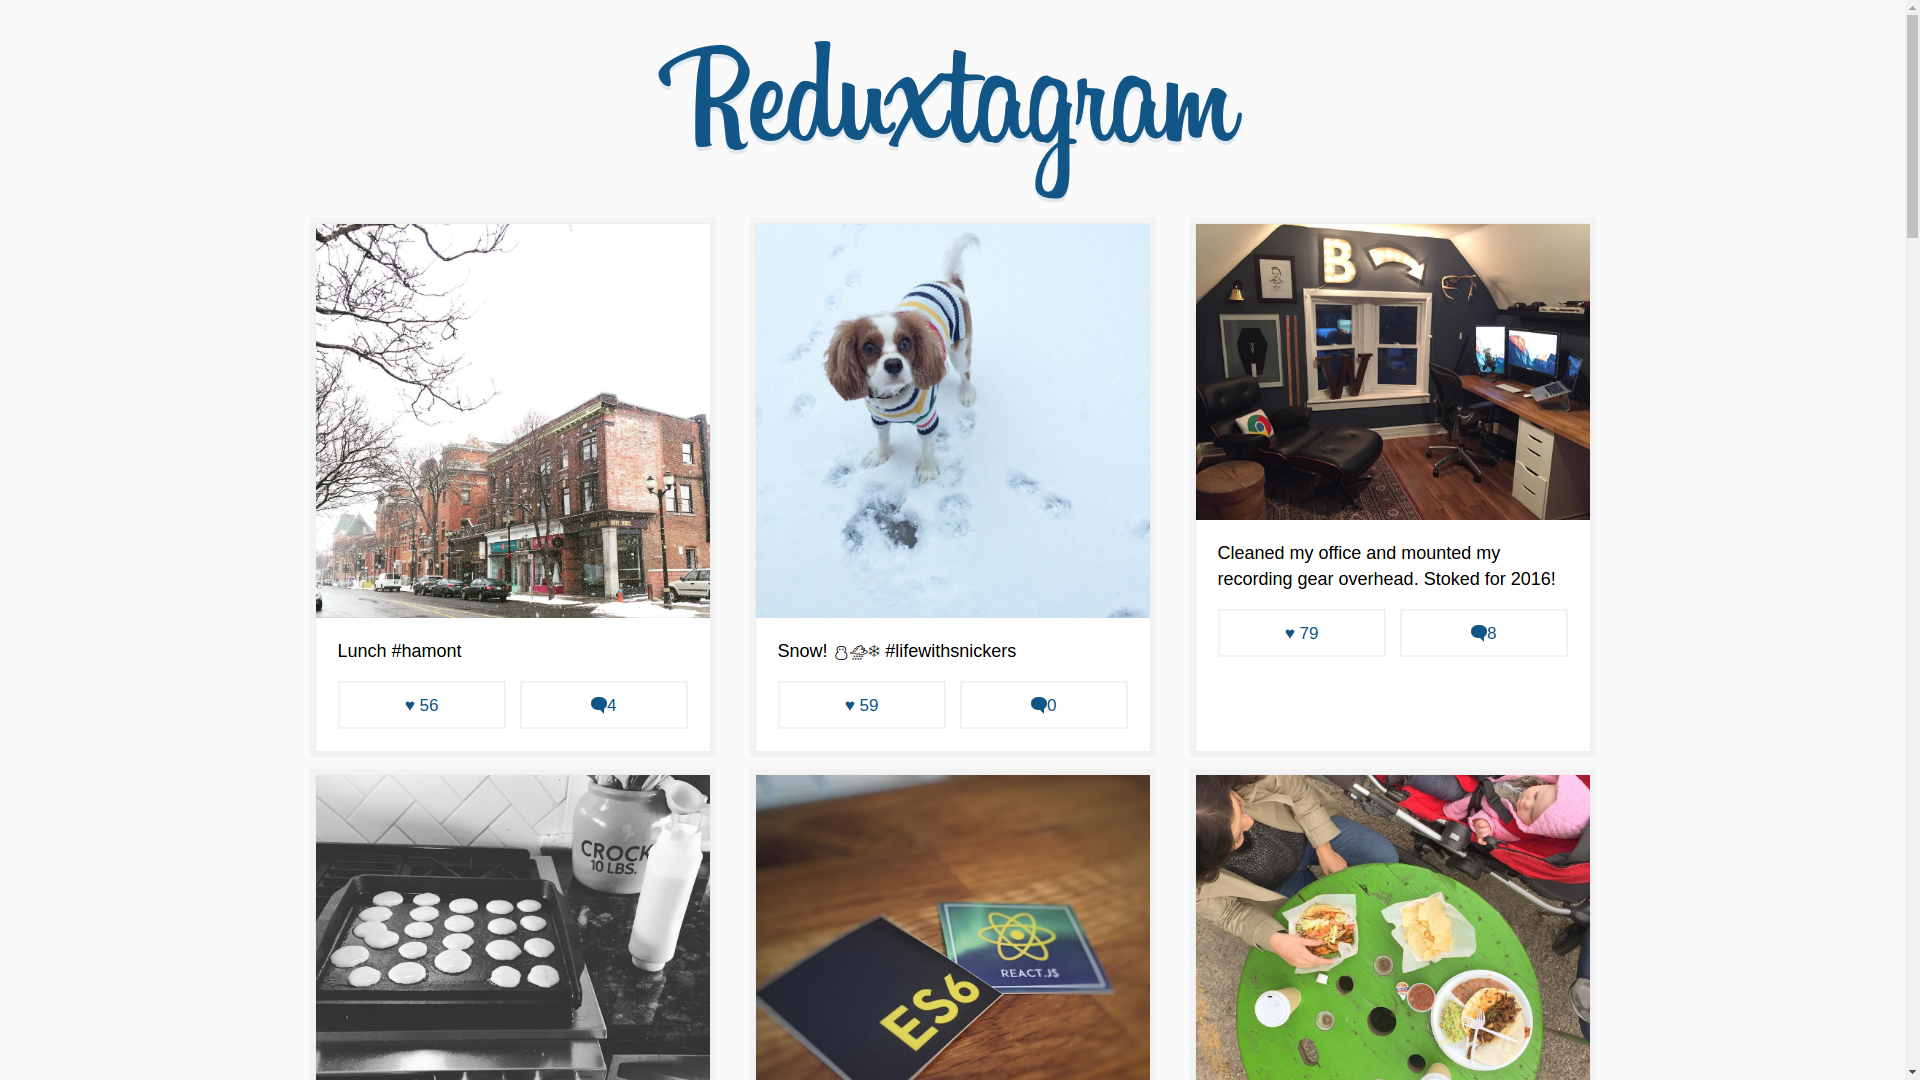 Reduxtagram
B
W
Lunch #hamont
♥ 56
4
Snow! ☃🌨❄ #lifewithsnickers
♥ 59
0
Cleaned my office and mounted my
recording gear overhead. Stoked for 2016!
♥ 79
8
CROCK
10 LBS.
REACT.JS
ES6